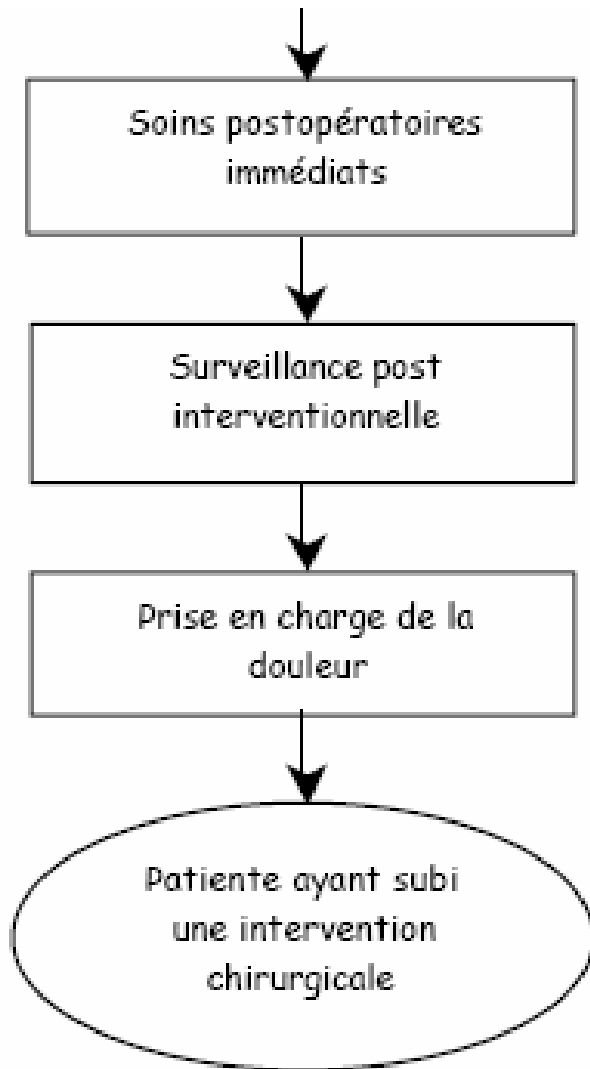 Soins postopératoires
immédiats
Surveillance post
interventionnelle
Prise en charge de la
douleur
Patiente ayant subi
une intervention
chirurgicale